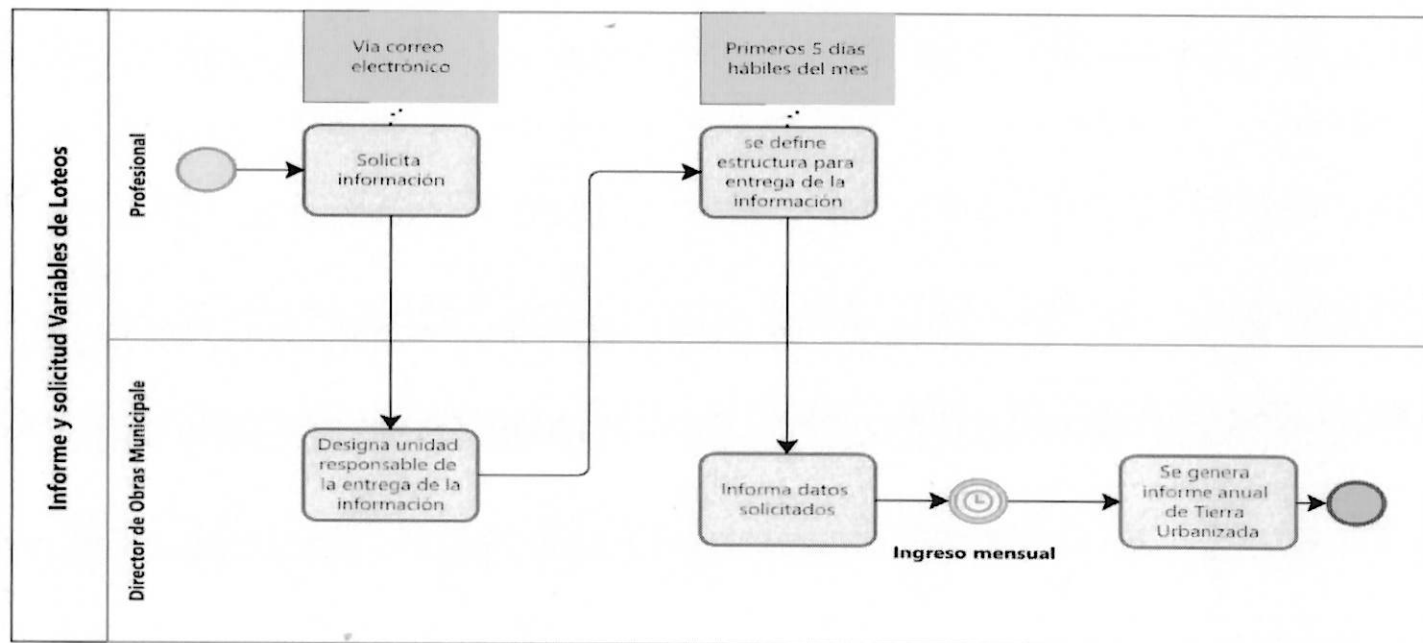 Informe y solicitud Variables de Loteos
Profesional
Vía correo
electrónico
Solicita
información
Primeros 5 días
hábiles del mes
se define
estructura para
entrega de la
información
Director de Obras Municipale
Designa unidad
responsable de
la entrega de la
información
Informa datos
solicitados
Ingreso mensual
Se genera
informe anual
de Tierra
Urbanizada